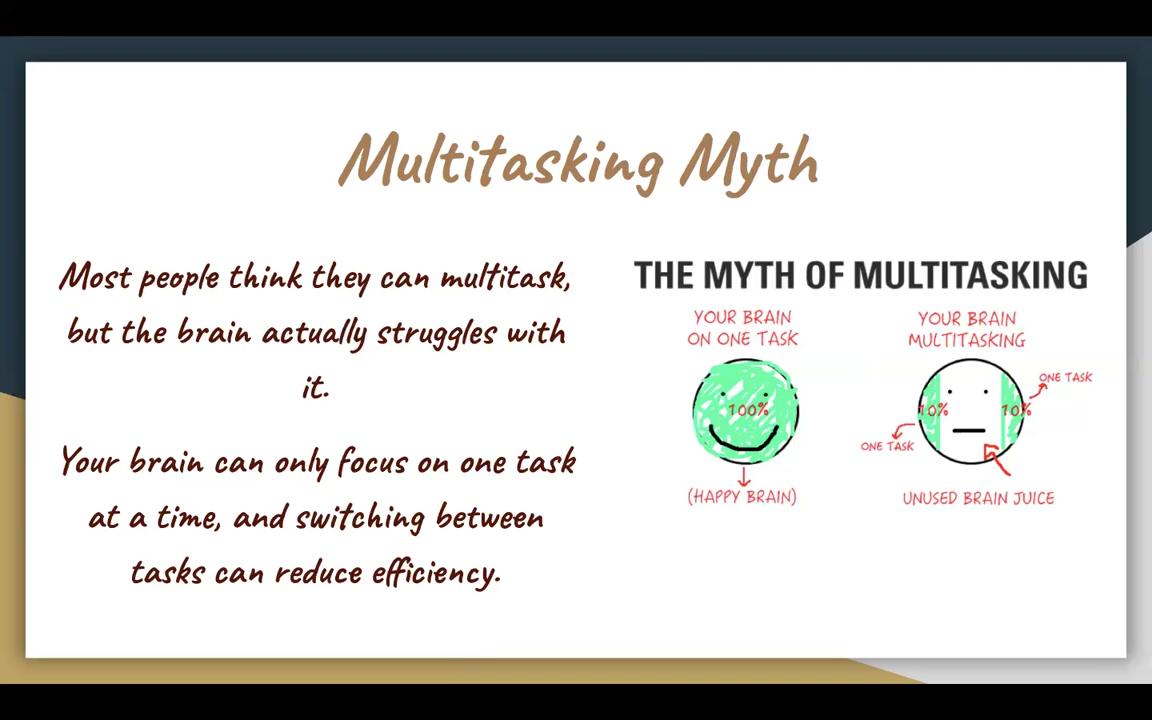 Multitasking Myth
Most people think they can multitask,
but the brain actually struggles with
it.
Your brain can only focus on one task
at a time, and switching between
tasks can reduce efficiency.
THE MYTH OF MULTITASKING
YOUR BRAIN
ON ONE TASK
100%
(HAPPY BRAIN)
YOUR BRAIN
MULTITASKING
ONE TASK
10%
10%
ONE TASK
UNUSED BRAIN JUICE